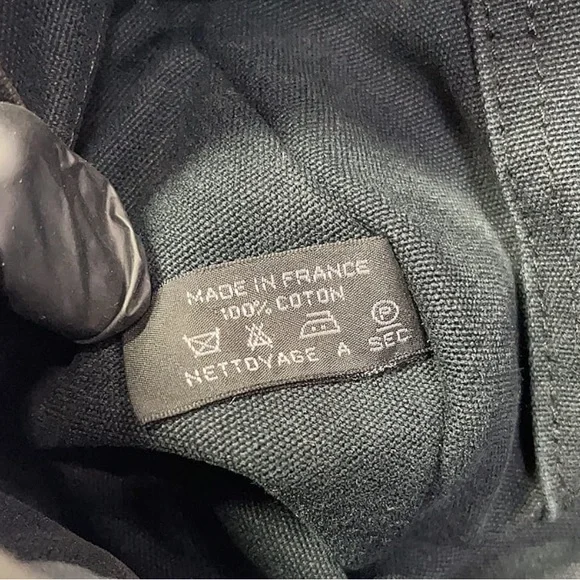 MADE IN FRANCE
100% COTON
P
NETTOYAGE A SEC